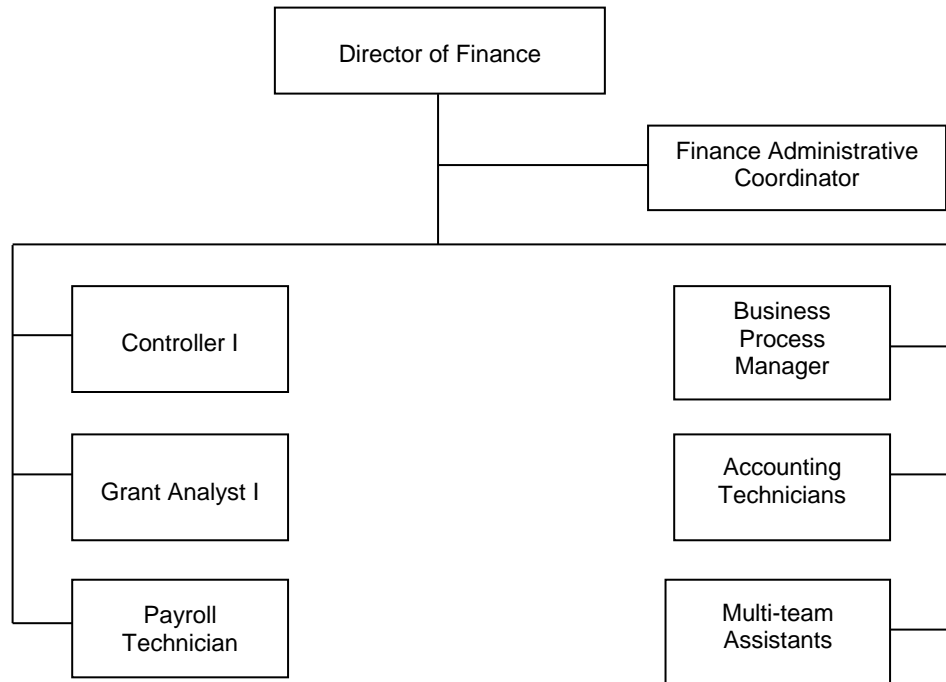 Director of Finance
Finance Administrative
Coordinator
Controller I
Business
Process
Manager
Grant Analyst I
Accounting
Technicians
Payroll
Technician
Multi-team
Assistants